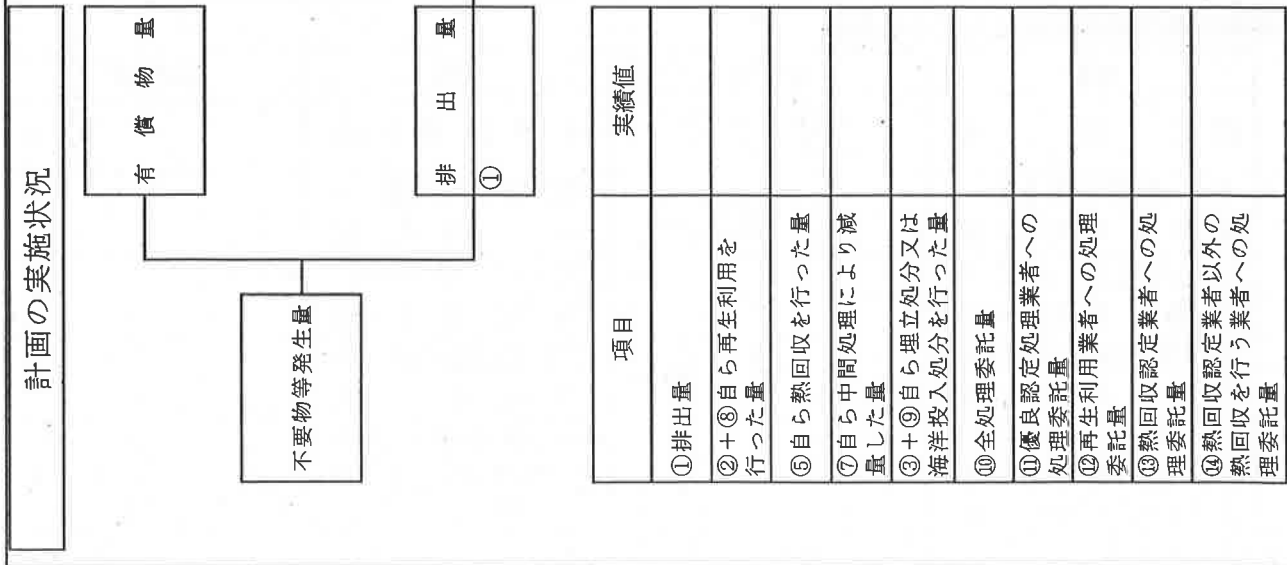 計画の実施状況
不要物等発生量
有償物量
排出量
①
項目
実績値
①排出量
②＋⑧自ら再生利用を
行った量
⑤自ら熱回収を行った量
⑦自ら中間処理により減
量した量
③＋⑨自ら埋立処分又は
海洋投入処分を行った量
⑩全処理委託量
⑪優良認定処理業者への
処理委託量
⑫再生利用業者への処理
委託量
⑬熱回収認定業者への処
理委託量
⑭熱回収認定業者以外の
熱回収を行う業者への処
理委託量